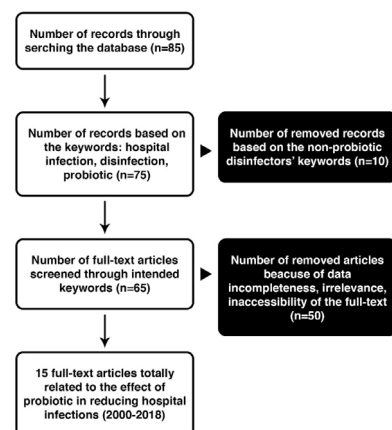 Number of records through
serching the database (n=85)
Number of records based on
the keywords: hospital
infection, disinfection,
probiotic (n=75)
Number of removed records
based on the non-probiotic
disinfectors' keywords (n=10)
Number of full-text articles
screened through intended
keywords (n=65)
Number of removed articles
beacuse of data
incompleteness, irrelevance,
inaccessibility of the full-text
(n=50)
15 full-text articles totally
related to the effect of
probiotic in reducing hospital
infections (2000-2018)